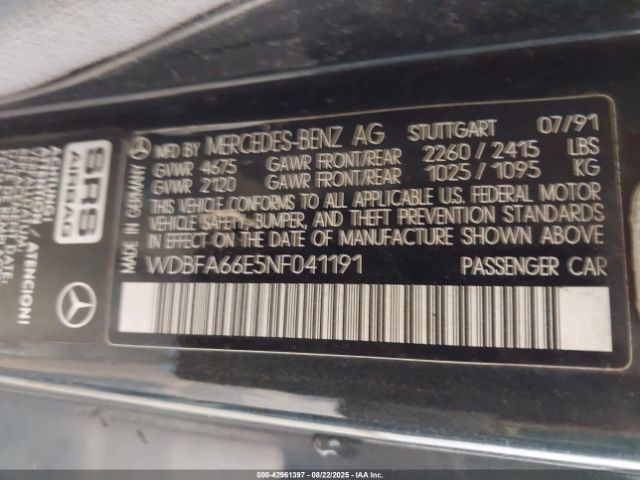 MFD BY MERCEDES-BENZ AG STUTTGART 07/91
GVWR 4675 GAWR FRONT/REAR 2260 / 2415 LBS
GVWR 2120 GAWR FRONT/REAR 1025 / 1095 KG
THIS VEHICLE CONFORMS TO ALL APPLICABLE U.S. FEDERAL MOTOR
VEHICLE SAFETY, BUMPER, AND THEFT PREVENTION STANDARDS
IN EFFECT ON THE DATE OF MANUFACTURE SHOWN ABOVE
WDBFA66E5NF041191 PASSENGER CAR
MADE IN GERMANY
SRS
AIRBAG
/ ATENCION!
000-42961397 - 08/22/2025 - IAA Inc.